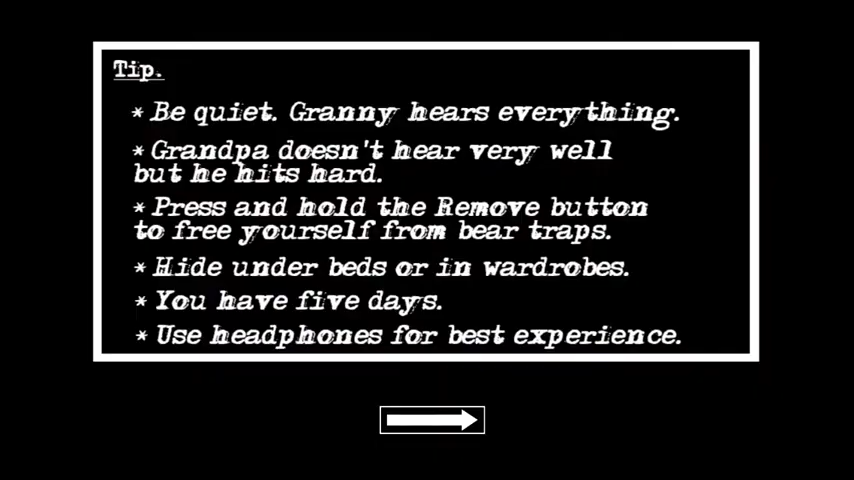 Tip.
* Be quiet. Granny hears everything.
* Grandpa doesn't hear very well
but he hits hard.
* Press and hold the Remove button
to free yourself from bear traps.
* Hide under beds or in wardrobes.
* You have five days.
* Use headphones for best experience.